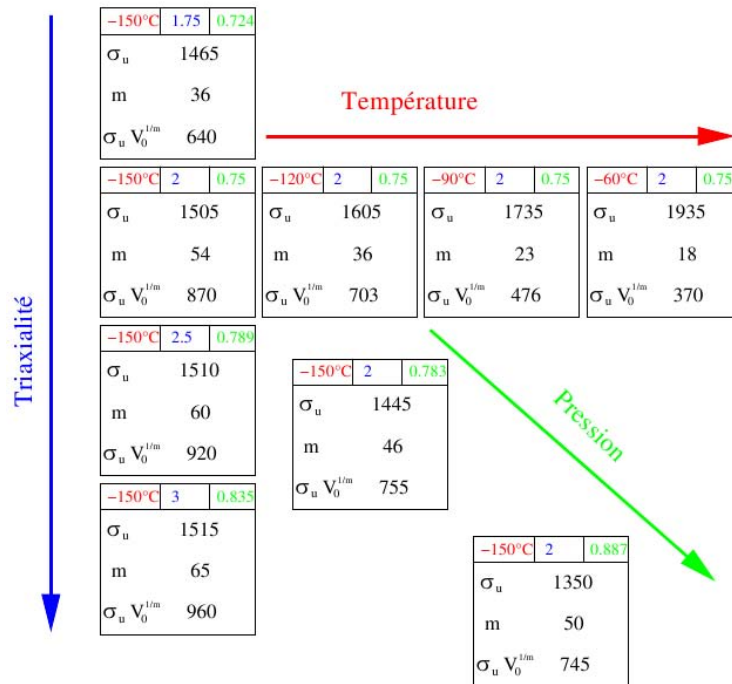 −150°C 1.75 0.724
σu 1465
m 36
σu V0^1/m 640
Température
−150°C 2 0.75
σu 1505
m 54
σu V0^1/m 870
−120°C 2 0.75
σu 1605
m 36
σu V0^1/m 703
−90°C 2 0.75
σu 1735
m 23
σu V0^1/m 476
−60°C 2 0.75
σu 1935
m 18
σu V0^1/m 370
Triaxialité
−150°C 2.5 0.789
σu 1510
m 60
σu V0^1/m 920
−150°C 2 0.783
σu 1445
m 46
σu V0^1/m 755
Pression
−150°C 3 0.835
σu 1515
m 65
σu V0^1/m 960
−150°C 2 0.887
σu 1350
m 50
σu V0^1/m 745